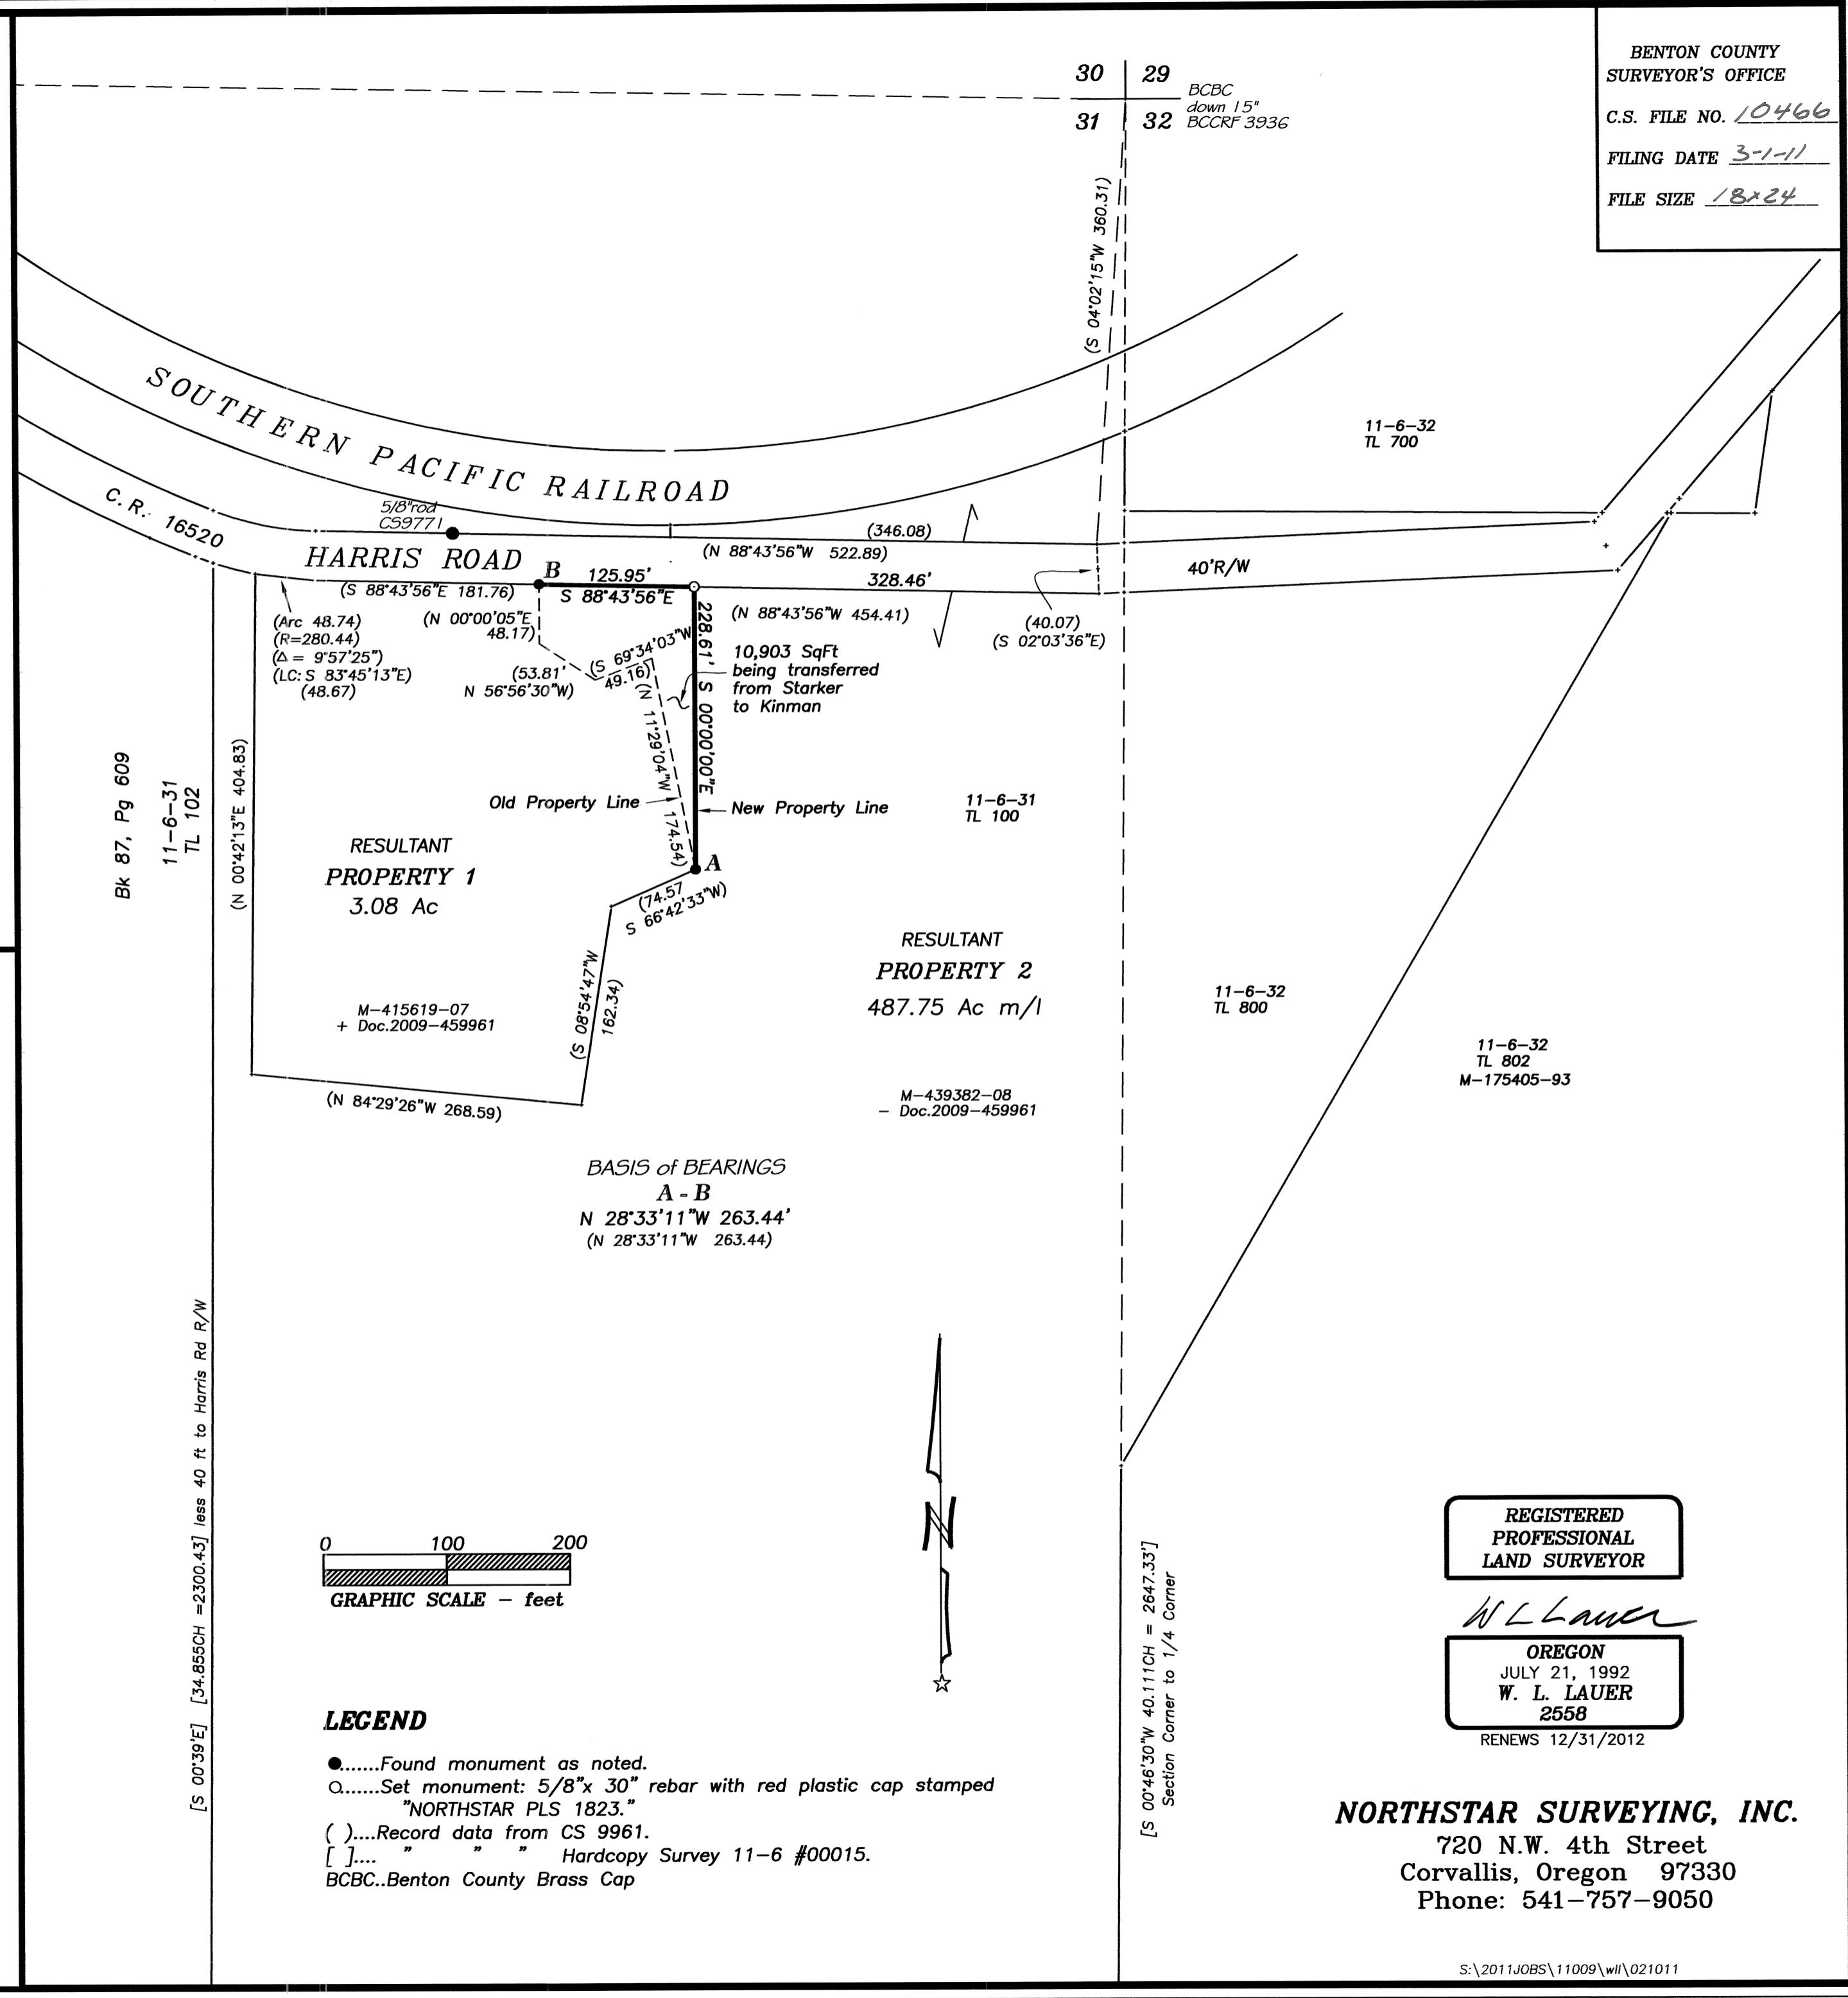 BENTON COUNTY
SURVEYOR'S OFFICE
C.S. FILE NO. 10466
FILING DATE 3-1-11
FILE SIZE 18x24
30 29
31 32
BCBC
down 15"
BCCRF 3936
(S 04°02'15"W 360.31)
SOUTHERN PACIFIC RAILROAD
11-6-32
TL 700
C.R. 16520
5/8"rod
CS9771
HARRIS ROAD
(346.08)
(N 88°43'56"W 522.89)
40'R/W
B
125.95'
S 88°43'56"E
328.46'
(S 88°43'56"E 181.76)
(N 88°43'56"W 454.41)
(40.07)
(S 02°03'36"E)
(Arc 48.74)
(R=280.44)
(Δ = 9°57'25")
(LC: S 83°45'13"E)
(48.67)
(N 00°00'05"E
48.17)
(53.81'
N 56°56'30"W)
(S 69°34'03"W
49.16)
(N 11°29'04"W 174.54)
228.61' S 00°00'00"E
10,903 SqFt
being transferred
from Starker
to Kinman
Old Property Line
New Property Line
11-6-31
TL 100
A
(74.57
S 66°42'33"W)
Bk 87, Pg 609
11-6-31
TL 102
(N 00°42'13"E 404.83)
RESULTANT
PROPERTY 1
3.08 Ac
M-415619-07
+ Doc.2009-459961
(S 08°54'47"W
162.34)
(N 84°29'26"W 268.59)
RESULTANT
PROPERTY 2
487.75 Ac m/l
M-439382-08
- Doc.2009-459961
11-6-32
TL 800
11-6-32
TL 802
M-175405-93
BASIS of BEARINGS
A - B
N 28°33'11"W 263.44'
(N 28°33'11"W 263.44)
[S 00°39'E] [34.855CH =2300.43] less 40 ft to Harris Rd R/W
N
0 100 200
GRAPHIC SCALE - feet
[S 00°46'30"W 40.111CH = 2647.33']
Section Corner to 1/4 Corner
LEGEND
●.......Found monument as noted.
O.......Set monument: 5/8"x 30" rebar with red plastic cap stamped
"NORTHSTAR PLS 1823."
( )....Record data from CS 9961.
[ ].... " " " Hardcopy Survey 11-6 #00015.
BCBC..Benton County Brass Cap
REGISTERED
PROFESSIONAL
LAND SURVEYOR
W L Lauer
OREGON
JULY 21, 1992
W. L. LAUER
2558
RENEWS 12/31/2012
NORTHSTAR SURVEYING, INC.
720 N.W. 4th Street
Corvallis, Oregon 97330
Phone: 541-757-9050
S:\2011JOBS\11009\wll\021011